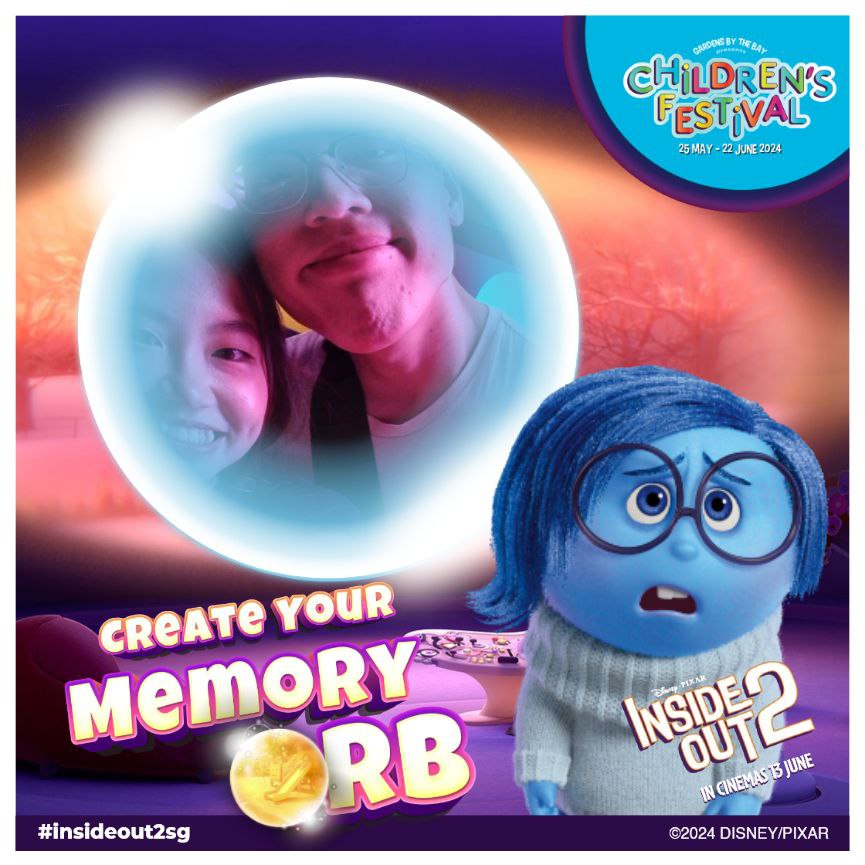 GARDENS BY THE BAY
CHiLDREN'S
FESTiVAL
25 MAY - 22 JUNE 2024
CREATE YOUR
MEMORY
ORB
Disney PIXAR
INSIDE
OUT 2
IN CINEMAS 13 JUNE
#insideout2sg
©2024 DISNEY/PIXAR